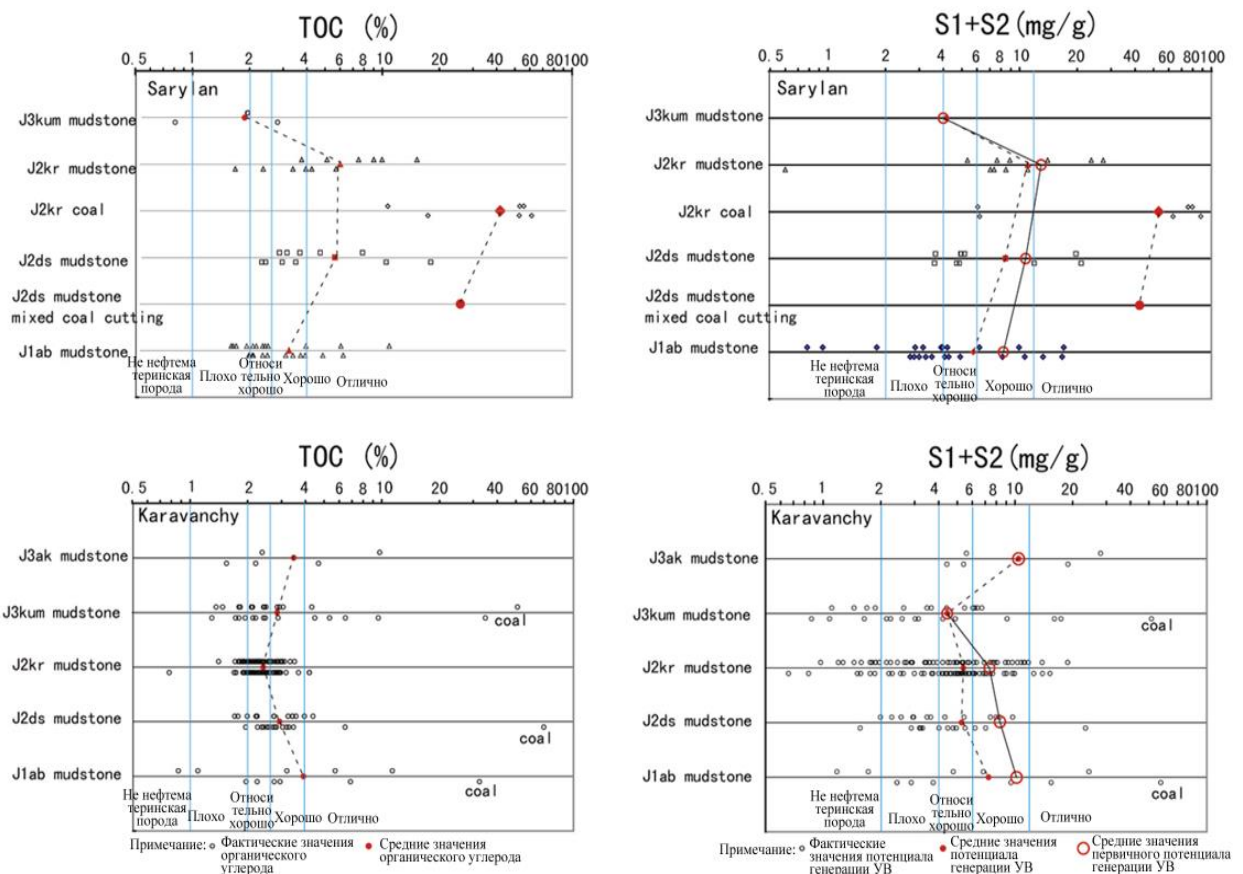 TOC (%)
0.5 1 2 4 6 10 20 40 60 80100
Sarylan
J3kum mudstone
J2kr mudstone
J2kr coal
J2ds mudstone
J2ds mudstone
mixed coal cutting
J1ab mudstone
Не нефтема
теринская
порода
Плохо
Относи
тельно
хорошо
Хорошо
Отлично
S1+S2(mg/g)
0.5 1 2 4 6 10 20 40 60 80100
Sarylan
J3kum mudstone
J2kr mudstone
J2kr coal
J2ds mudstone
J2ds mudstone
mixed coal cutting
J1ab mudstone
Не нефтема
теринская
порода
Плохо
Относи
тельно
хорошо
Хорошо
Отлично
TOC (%)
0.5 1 2 4 6 10 20 40 60 80100
Karavanchy
J3ak mudstone
J3kum mudstone
coal
J2kr mudstone
J2ds mudstone
coal
J1ab mudstone
coal
Не нефтема
теринская
порода
Плохо
Относи
тельно
хорошо
Хорошо
Отлично
Примечание:
Фактические значения
органического
углерода
Средние значения
органического углерода
S1+S2(mg/g)
0.5 1 2 4 6 8 10 20 40 60 80100
Karavanchy
J3ak mudstone
J3kum mudstone
coal
J2kr mudstone
J2ds mudstone
J1ab mudstone
coal
Не нефтема
теринская
порода
Плохо
Относи
тельно
хорошо
Хорошо
Отлично
Примечание:
Фактические
значения потенциала
генерации УВ
Средние значения
потенциала
генерации УВ
Средние значения
первичного потенциала
генерации УВ